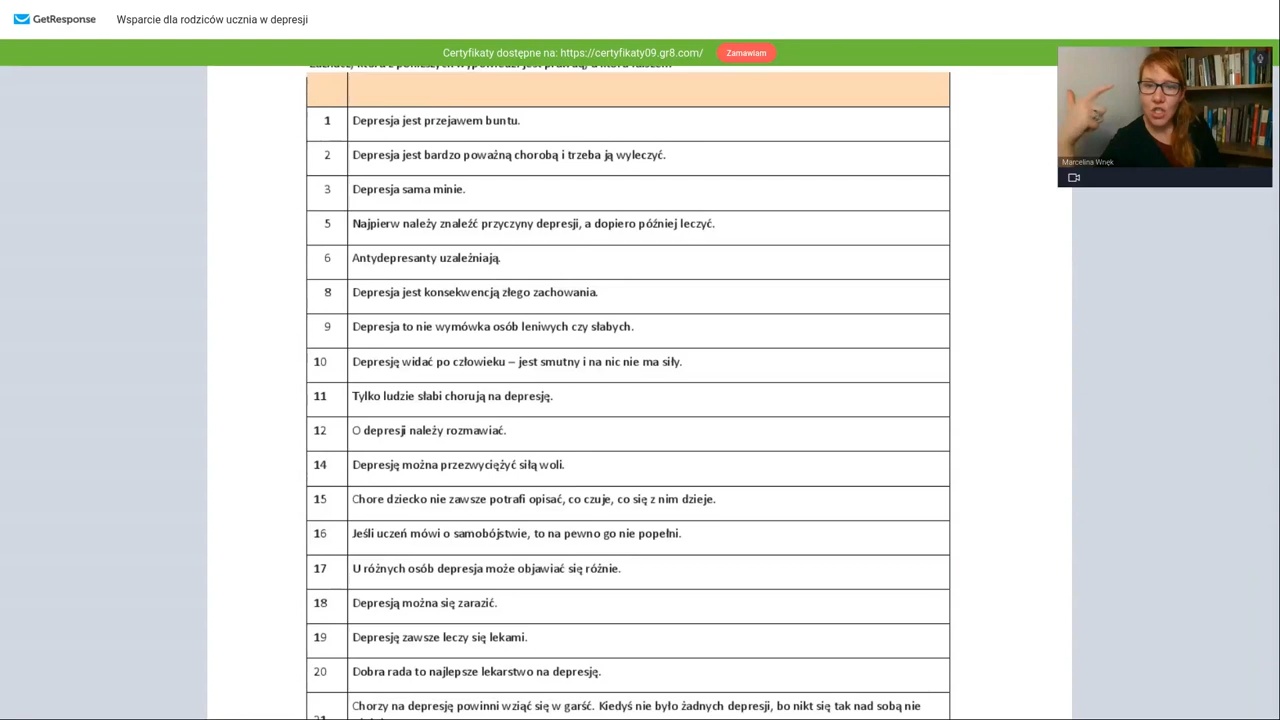 GetResponse Wsparcie dla rodziców ucznia w depresji
Certyfikaty dostępne na: https://certyfikaty09.gr8.com/ Zamawiam
Marcelina Wnęk
1 Depresja jest przejawem buntu.
2 Depresja jest bardzo poważną chorobą i trzeba ją wyleczyć.
3 Depresja sama minie.
5 Najpierw należy znaleźć przyczyny depresji, a dopiero później leczyć.
6 Antydepresanty uzależniają.
8 Depresja jest konsekwencją złego zachowania.
9 Depresja to nie wymówka osób leniwych czy słabych.
10 Depresję widać po człowieku – jest smutny i na nic nie ma siły.
11 Tylko ludzie słabi chorują na depresję.
12 O depresji należy rozmawiać.
14 Depresję można przezwyciężyć siłą woli.
15 Chore dziecko nie zawsze potrafi opisać, co czuje, co się z nim dzieje.
16 Jeśli uczeń mówi o samobójstwie, to na pewno go nie popełni.
17 U różnych osób depresja może objawiać się różnie.
18 Depresją można się zarazić.
19 Depresję zawsze leczy się lekami.
20 Dobra rada to najlepsze lekarstwo na depresję.
Chorzy na depresję powinni wziąć się w garść. Kiedyś nie było żadnych depresji, bo nikt się tak nad sobą nie